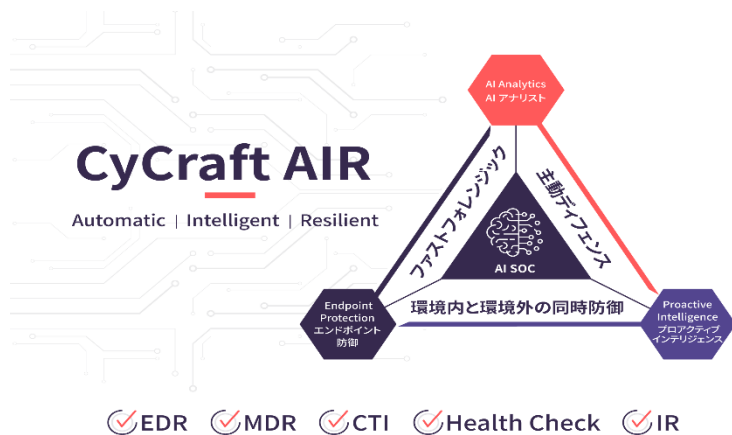 CyCraft AIR
Automatic | Intelligent | Resilient
AI Analytics
AI アナリスト
ファストフォレンジック
主動ディフェンス
AI SOC
環境内と環境外の同時防御
Endpoint
Protection
エンドポイント
防御
Proactive
Intelligence
プロアクティブ
インテリジェンス
EDR
MDR
CTI
Health Check
IR